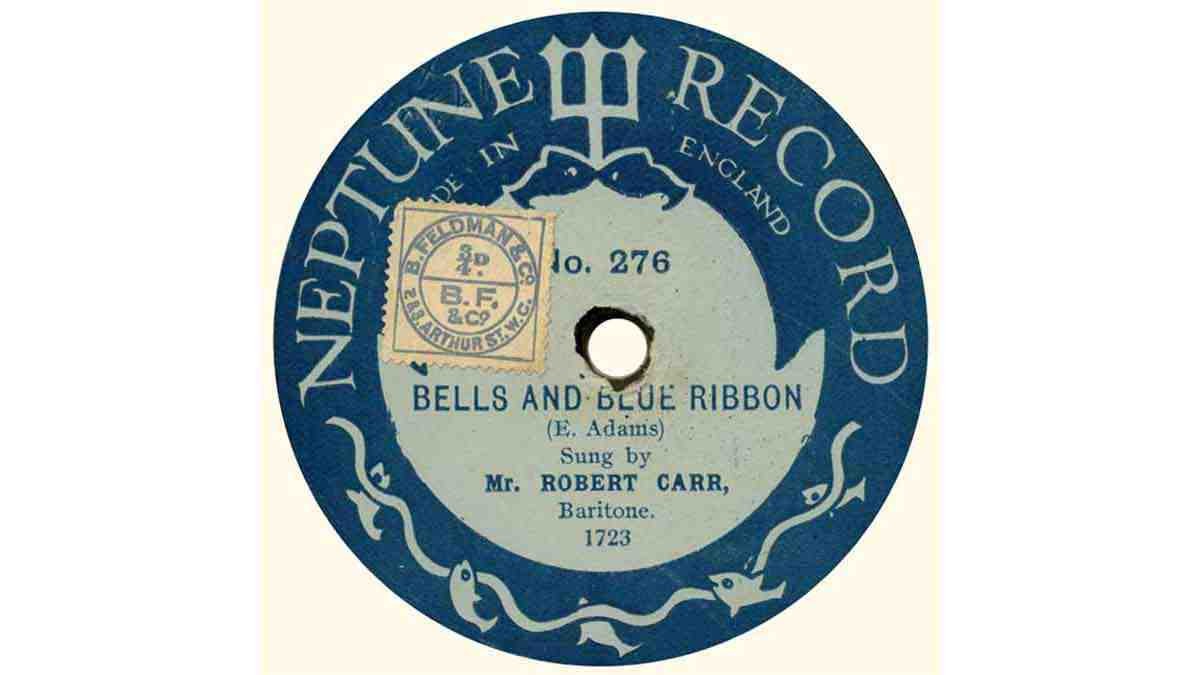 NEPTUNE RECORD
IN ENGLAND
B. FELDMAN & Co.
3/4 D.
B.F.
& Co.
2 & 3. ARTHUR ST. W.C.
No. 276
BELLS AND BLUE RIBBON
(E. Adams)
Sung by
Mr. ROBERT CARR,
Baritone.
1723